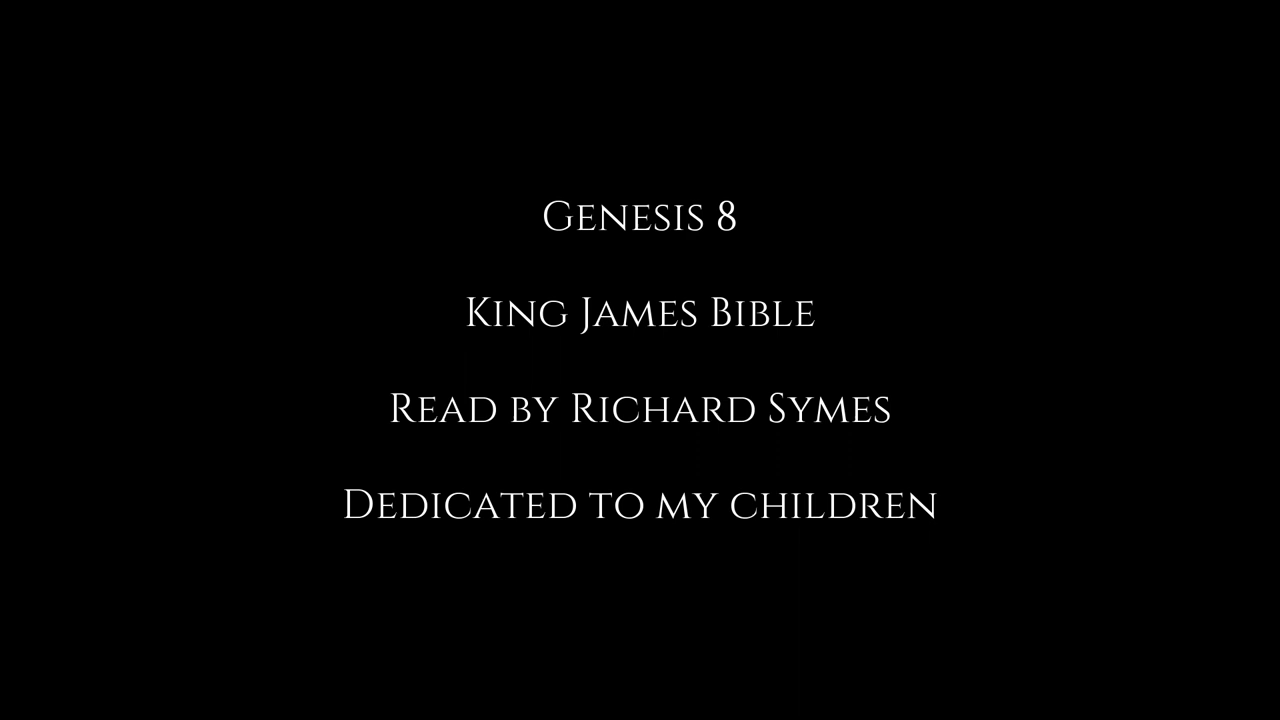 Genesis 8
King James Bible
Read by Richard Symes
Dedicated to my children